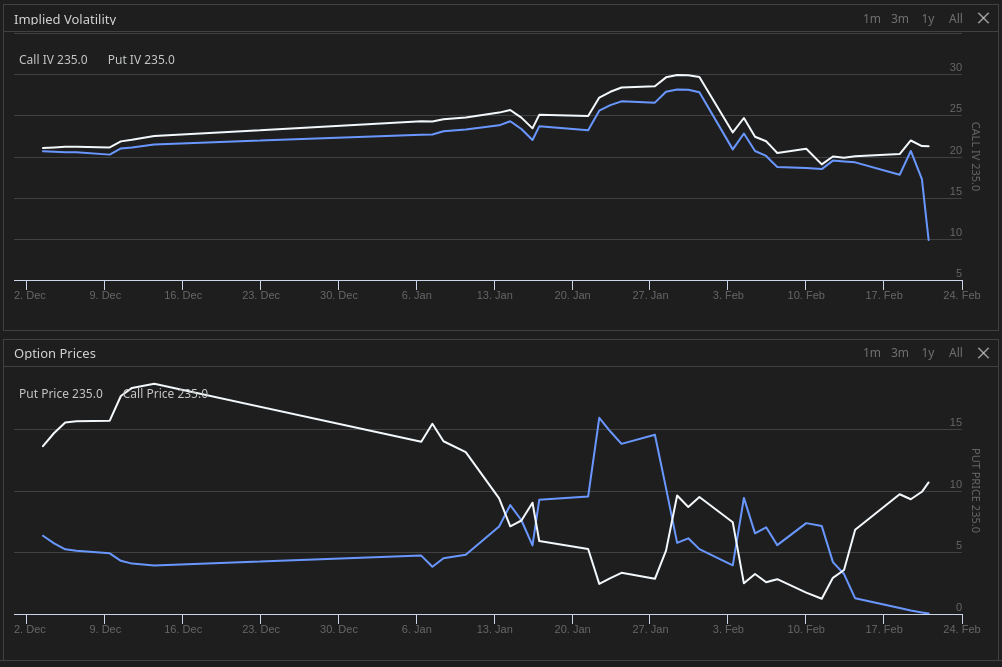 Implied Volatility 1m 3m 1y All
Call IV 235.0 Put IV 235.0
30
25
20
15
10
5
CALL IV 235.0
2. Dec 9. Dec 16. Dec 23. Dec 30. Dec 6. Jan 13. Jan 20. Jan 27. Jan 3. Feb 10. Feb 17. Feb 24. Feb
Option Prices 1m 3m 1y All
Put Price 235.0 Call Price 235.0
15
10
5
0
PUT PRICE 235.0
2. Dec 9. Dec 16. Dec 23. Dec 30. Dec 6. Jan 13. Jan 20. Jan 27. Jan 3. Feb 10. Feb 17. Feb 24. Feb